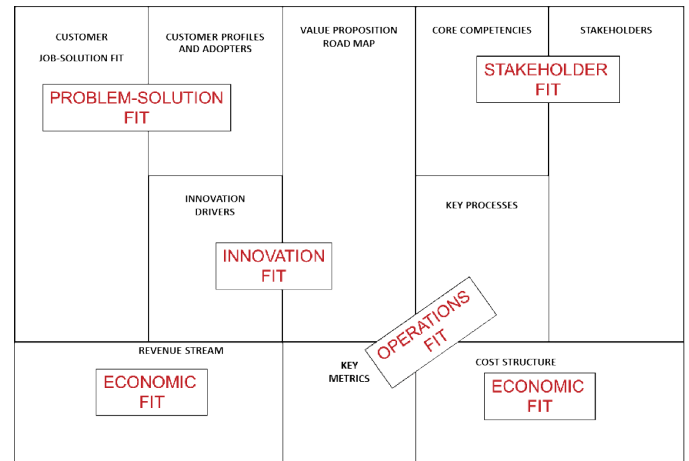 CUSTOMER
JOB-SOLUTION FIT
CUSTOMER PROFILES
AND ADOPTERS
VALUE PROPOSITION
ROAD MAP
CORE COMPETENCIES
STAKEHOLDERS
PROBLEM-SOLUTION
FIT
STAKEHOLDER
FIT
INNOVATION
DRIVERS
KEY PROCESSES
INNOVATION
FIT
OPERATIONS
FIT
REVENUE STREAM
KEY
METRICS
COST STRUCTURE
ECONOMIC
FIT
ECONOMIC
FIT